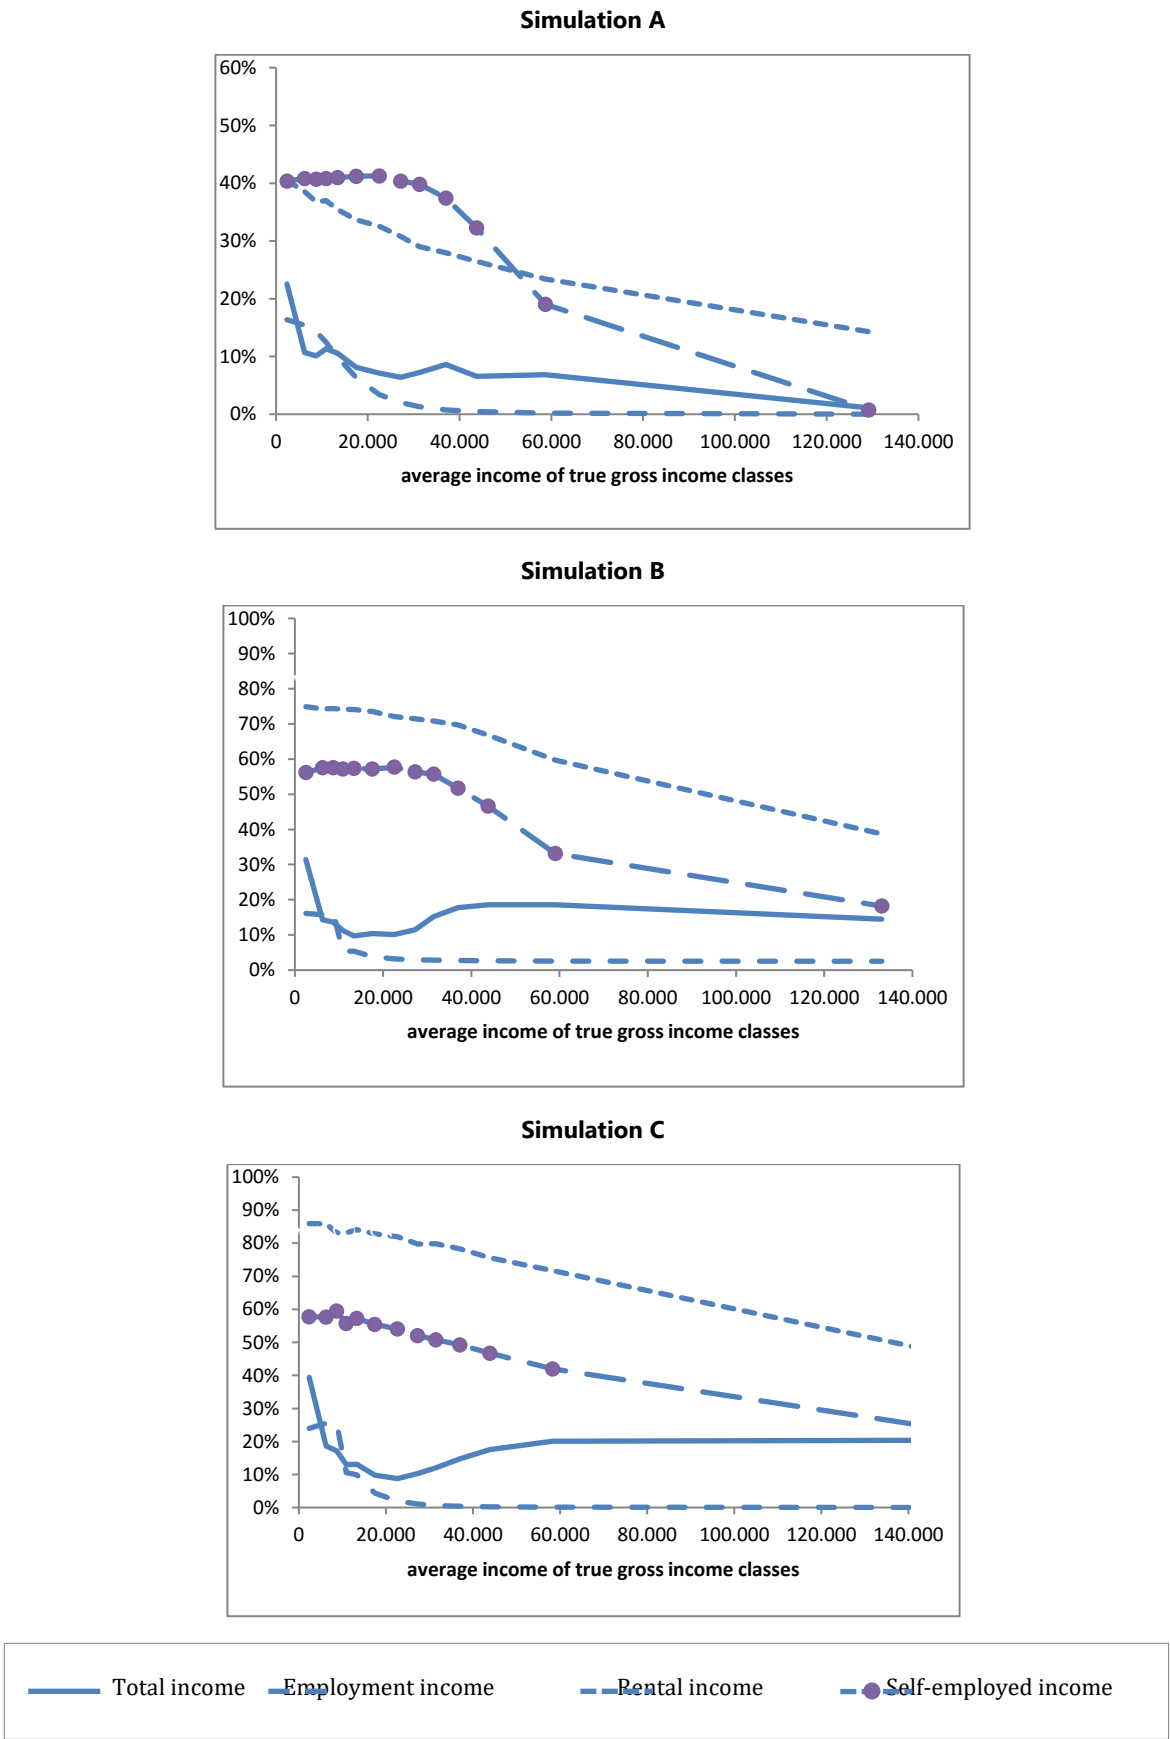 Simulation A
60%
50%
40%
30%
20%
10%
0%
0 20.000 40.000 60.000 80.000 100.000 120.000 140.000
average income of true gross income classes
Simulation B
100%
90%
80%
70%
60%
50%
40%
30%
20%
10%
0%
0 20.000 40.000 60.000 80.000 100.000 120.000 140.000
average income of true gross income classes
Simulation C
100%
90%
80%
70%
60%
50%
40%
30%
20%
10%
0%
0 20.000 40.000 60.000 80.000 100.000 120.000 140.000
average income of true gross income classes
Total income Employment income Rental income Self-employed income